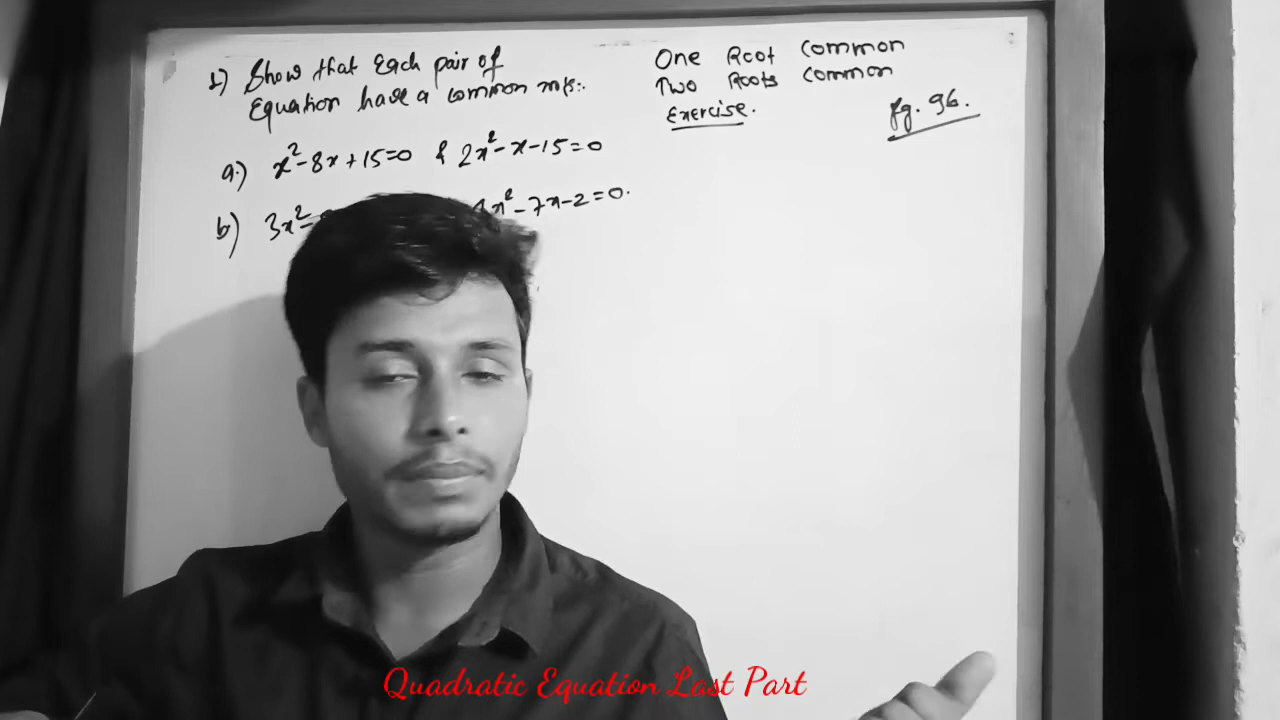 1) Show that Each pair of
Equation have a common
a.) x²-8x+15=0 & 2x²-x-15=0
b) 3x²- x²-7x-2=0.
One Root Common
Two Roots Common
Exercise.
Pg. 96.
Quadratic Equation Last Part